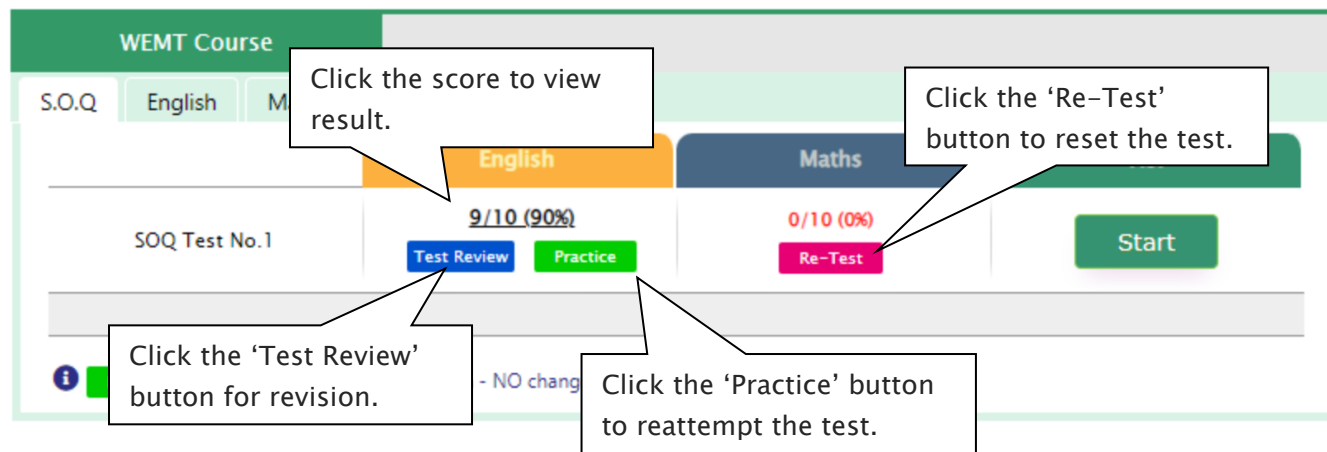 WEMT Course
Click the score to view
result.
Click the ‘Re-Test’
button to reset the test.
S.O.Q English
English Maths
SOQ Test No.1 9/10 (90%) 0/10 (0%) Start
Test Review Practice Re-Test
Click the ‘Test Review’
button for revision.
- NO
Click the ‘Practice’ button
to reattempt the test.